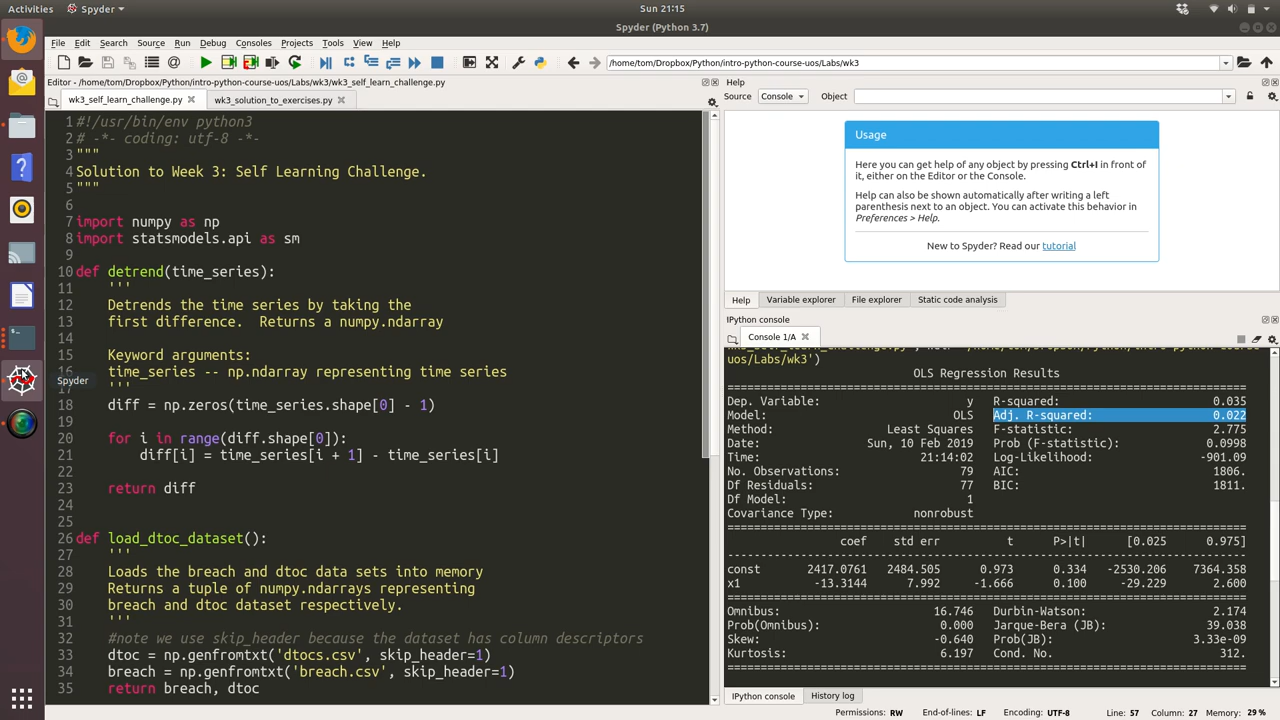 Activities
Spyder
Sun 21:15
Spyder (Python 3.7)
File Edit Search Source Run Debug Consoles Projects Tools View Help
/home/tom/Dropbox/Python/intro-python-course-uos/Labs/wk3
Editor - /home/tom/Dropbox/Python/intro-python-course-uos/Labs/wk3/wk3_self_learn_challenge.py
wk3_self_learn_challenge.py
wk3_solution_to_exercises.py
1 #!/usr/bin/env python3
2 # -*- coding: utf-8 -*-
3 """
4 Solution to Week 3: Self Learning Challenge.
5 """
6
7 import numpy as np
8 import statsmodels.api as sm
9
10 def detrend(time_series):
11 '''
12 Detrends the time series by taking the
13 first difference.  Returns a numpy.ndarray
14
15 Keyword arguments:
16 time_series -- np.ndarray representing time series
17 '''
18 diff = np.zeros(time_series.shape[0] - 1)
19
20 for i in range(diff.shape[0]):
21 diff[i] = time_series[i + 1] - time_series[i]
22
23 return diff
24
25
26 def load_dtoc_dataset():
27 '''
28 Loads the breach and dtoc data sets into memory
29 Returns a tuple of numpy.ndarrays representing
30 breach and dtoc dataset respectively.
31 '''
32 #note we use skip_header because the dataset has column descriptors
33 dtoc = np.genfromtxt('dtocs.csv', skip_header=1)
34 breach = np.genfromtxt('breach.csv', skip_header=1)
35 return breach, dtoc
Spyder
Help
Source Console Object
Usage
Here you can get help of any object by pressing Ctrl+I in front
of it, either on the Editor or the Console.
Help can also be shown automatically after writing a left
parenthesis next to an object. You can activate this behavior in
Preferences > Help.
New to Spyder? Read our tutorial
Help Variable explorer File explorer Static code analysis
IPython console
Console 1/A
uos/Labs/wk3')
OLS Regression Results
==============================================================================
Dep. Variable: y R-squared: 0.035
Model: OLS Adj. R-squared: 0.022
Method: Least Squares F-statistic: 2.775
Date: Sun, 10 Feb 2019 Prob (F-statistic): 0.0998
Time: 21:14:02 Log-Likelihood: -901.09
No. Observations: 79 AIC: 1806.
Df Residuals: 77 BIC: 1811.
Df Model: 1
Covariance Type: nonrobust
==============================================================================
coef std err t P>|t| [0.025 0.975]
------------------------------------------------------------------------------
const 2417.0761 2484.505 0.973 0.334 -2530.206 7364.358
x1 -13.3144 7.992 -1.666 0.100 -29.229 2.600
==============================================================================
Omnibus: 16.746 Durbin-Watson: 2.174
Prob(Omnibus): 0.000 Jarque-Bera (JB): 39.038
Skew: -0.640 Prob(JB): 3.33e-09
Kurtosis: 6.197 Cond. No. 312.
==============================================================================
IPython console History log
Permissions: RW End-of-lines: LF Encoding: UTF-8 Line: 57 Column: 27 Memory: 29 %